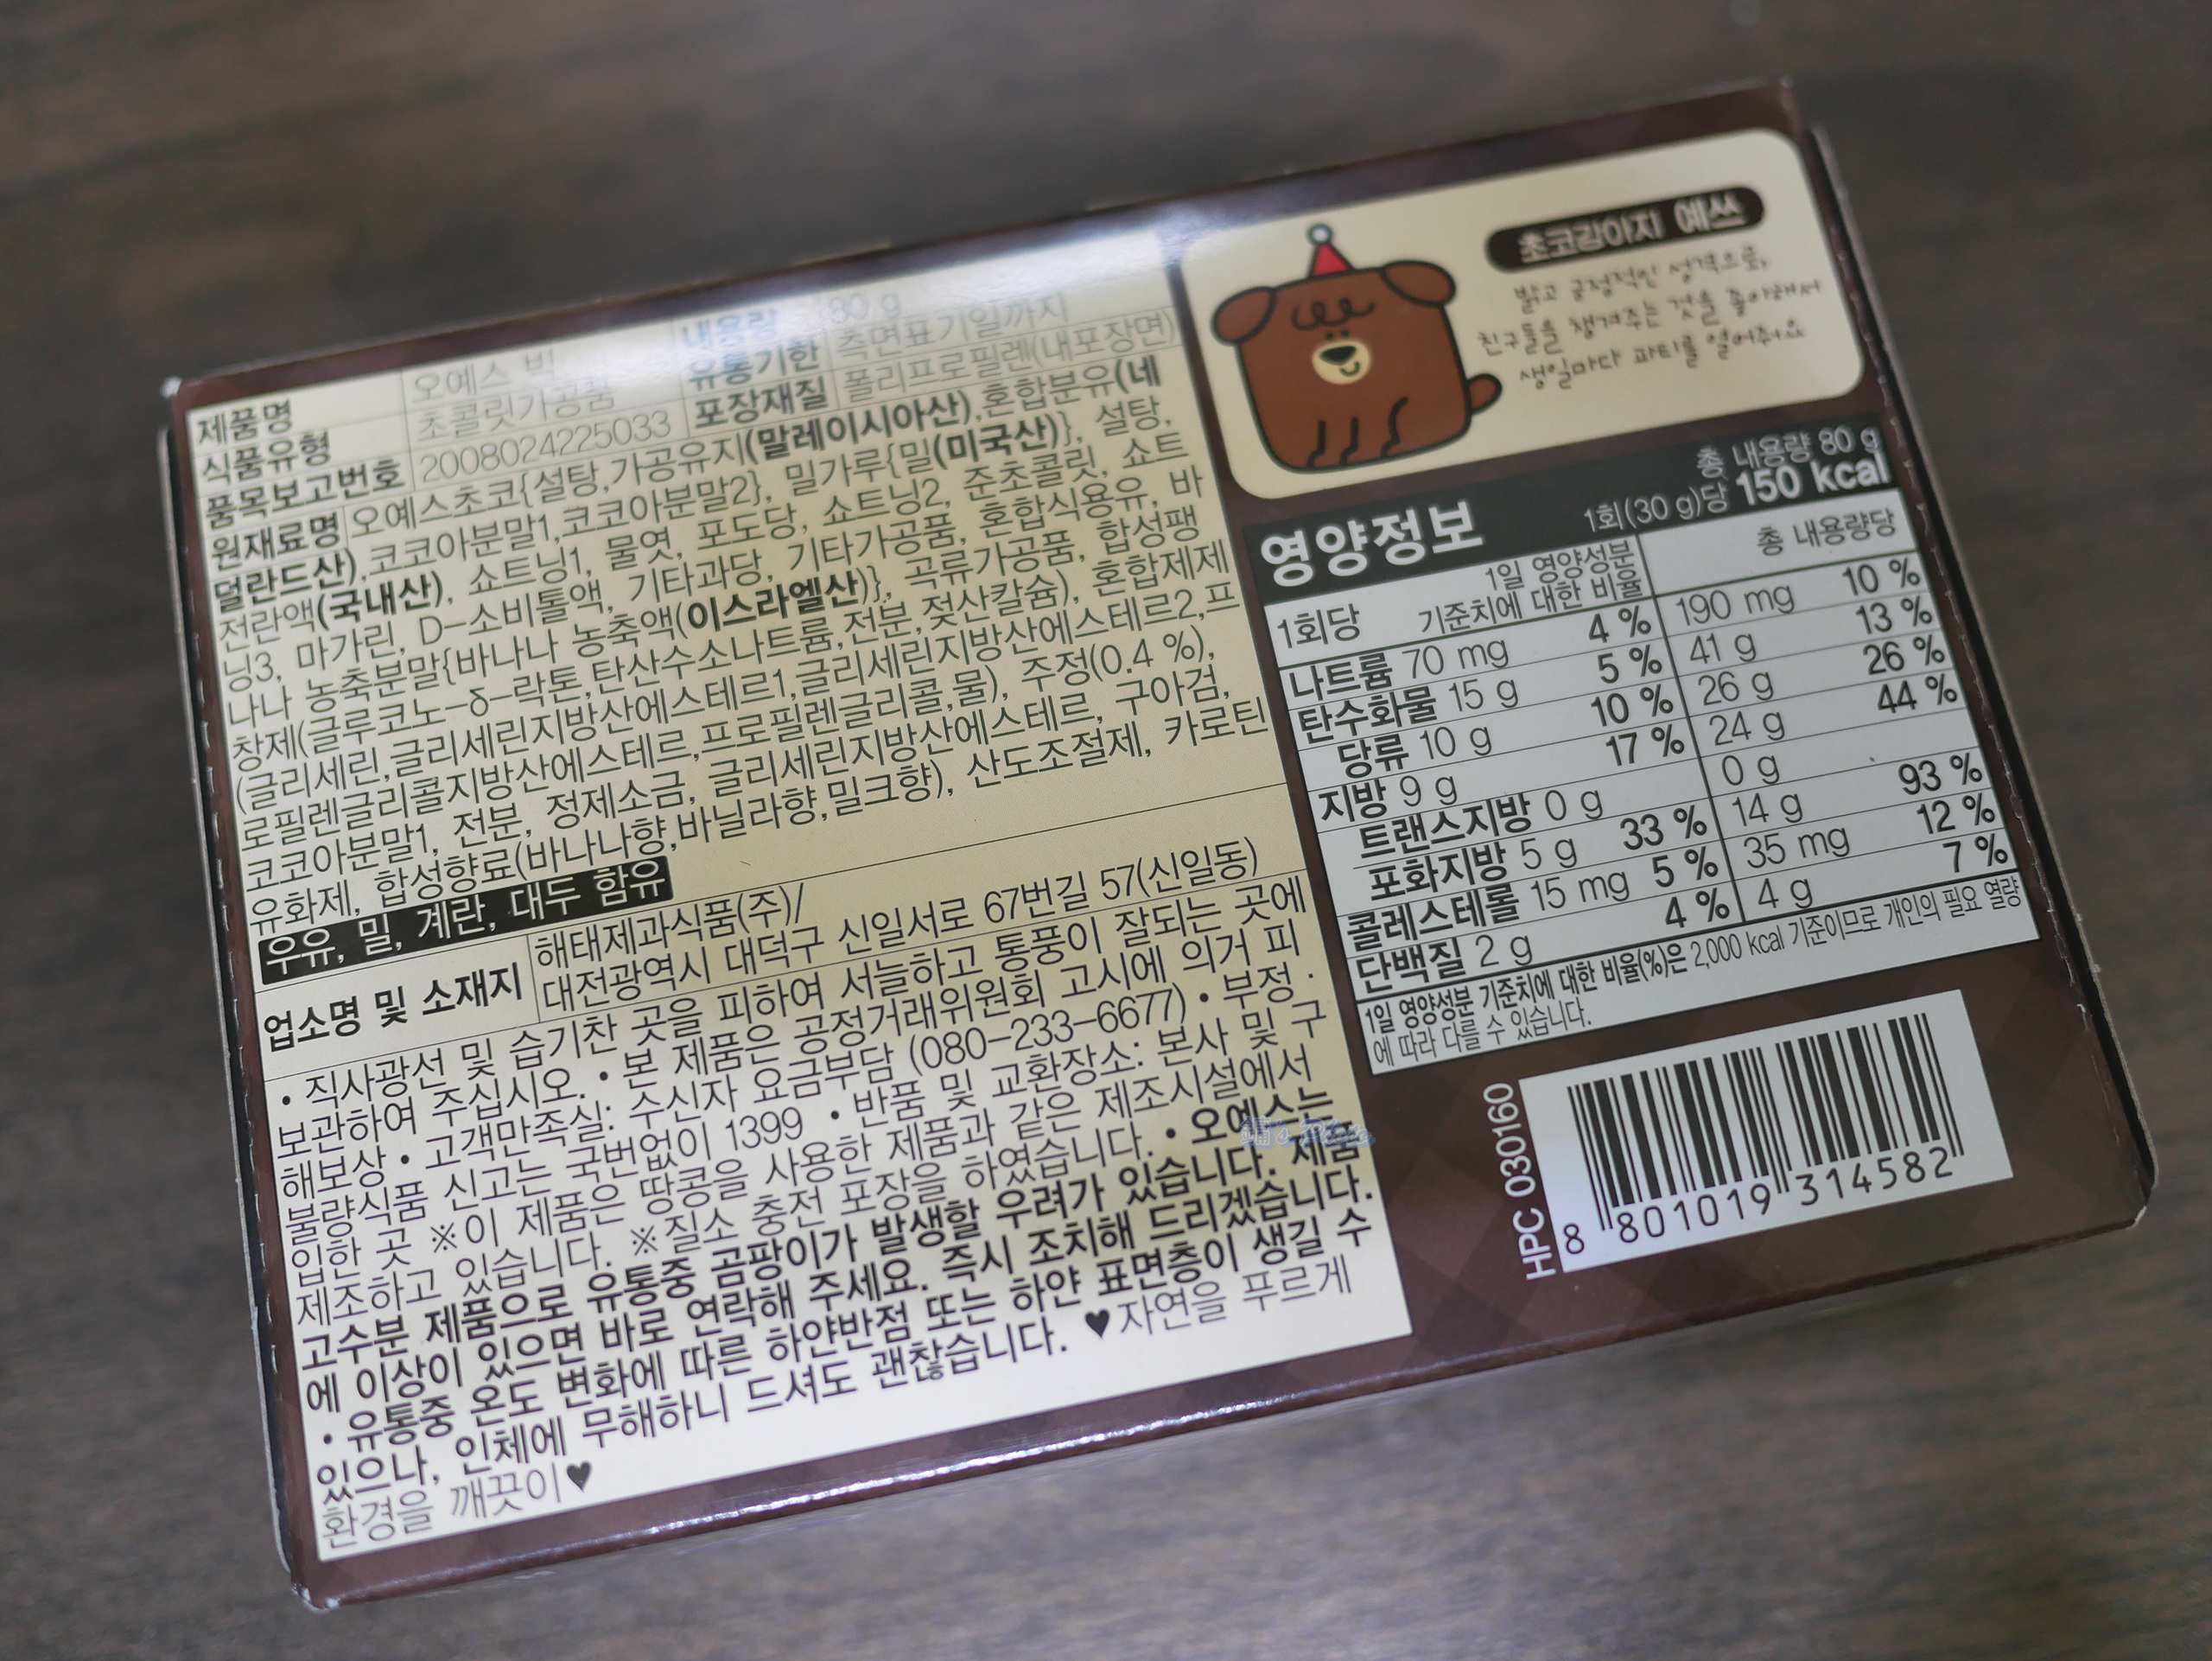 제품명 오예스 빅 내용량 80 g
식품유형 초콜릿가공품 유통기한 측면표기일까지
품목보고번호 2008024225033 포장재질 폴리프로필렌(내포장면)
원재료명 오예스초코{설탕,가공유지(말레이시아산),혼합분유(네
덜란드산),코코아분말1,코코아분말2}, 밀가루{밀(미국산)}, 설탕,
전란액(국내산), 쇼트닝1, 물엿, 포도당, 쇼트닝2, 준초콜릿, 쇼트
닝3, 마가린, D-소비톨액, 기타과당, 기타가공품, 혼합식용유, 바
나나 농축분말{바나나 농축액(이스라엘산)}, 곡류가공품, 합성팽
창제(글루코노-δ-락톤,탄산수소나트륨,전분,젖산칼슘), 혼합제제
(글리세린,글리세린지방산에스테르1,글리세린지방산에스테르2,프
로필렌글리콜지방산에스테르,프로필렌글리콜,물), 주정(0.4 %),
코코아분말1, 전분, 정제소금, 글리세린지방산에스테르, 구아검,
유화제, 합성향료(바나나향,바닐라향,밀크향), 산도조절제, 카로틴
우유, 밀, 계란, 대두 함유
업소명 및 소재지 해태제과식품(주)/
대전광역시 대덕구 신일서로 67번길 57(신일동)
• 직사광선 및 습기찬 곳을 피하여 서늘하고 통풍이 잘되는 곳에
보관하여 주십시오. • 본 제품은 공정거래위원회 고시에 의거 피
해보상 • 고객만족실: 수신자 요금부담 (080-233-6677) • 부정 ·
불량식품 신고는 국번없이 1399 • 반품 및 교환장소: 본사 및 구
입한 곳 ※이 제품은 땅콩을 사용한 제품과 같은 제조시설에서
제조하고 있습니다. ※질소 충전 포장을 하였습니다. • 오예스는
고수분 제품으로 유통중 곰팡이가 발생할 우려가 있습니다. 제품
에 이상이 있으면 바로 연락해 주세요. 즉시 조치해 드리겠습니다.
• 유통중 온도 변화에 따른 하얀반점 또는 하얀 표면층이 생길 수
있으나, 인체에 무해하니 드셔도 괜찮습니다. ♥자연을 푸르게
환경을 깨끗이♥
초코강아지 예쓰
밝고 긍정적인 성격으로,
친구들을 챙겨주는 것을 좋아해서
생일마다 파티를 열어줘요
영양정보 총 내용량 80 g
1회(30 g)당 150 kcal
1회당 1일 영양성분 기준치에 대한 비율 총 내용량당
나트륨 70 mg 4 % 190 mg 10 %
탄수화물 15 g 5 % 41 g 13 %
당류 10 g 10 % 26 g 26 %
지방 9 g 17 % 24 g 44 %
트랜스지방 0 g 0 g
포화지방 5 g 33 % 14 g 93 %
콜레스테롤 15 mg 5 % 35 mg 12 %
단백질 2 g 4 % 4 g 7 %
1일 영양성분 기준치에 대한 비율(%)은 2,000 kcal 기준이므로 개인의 필요 열량
에 따라 다를 수 있습니다.
HPC 030160
8 801019 314582